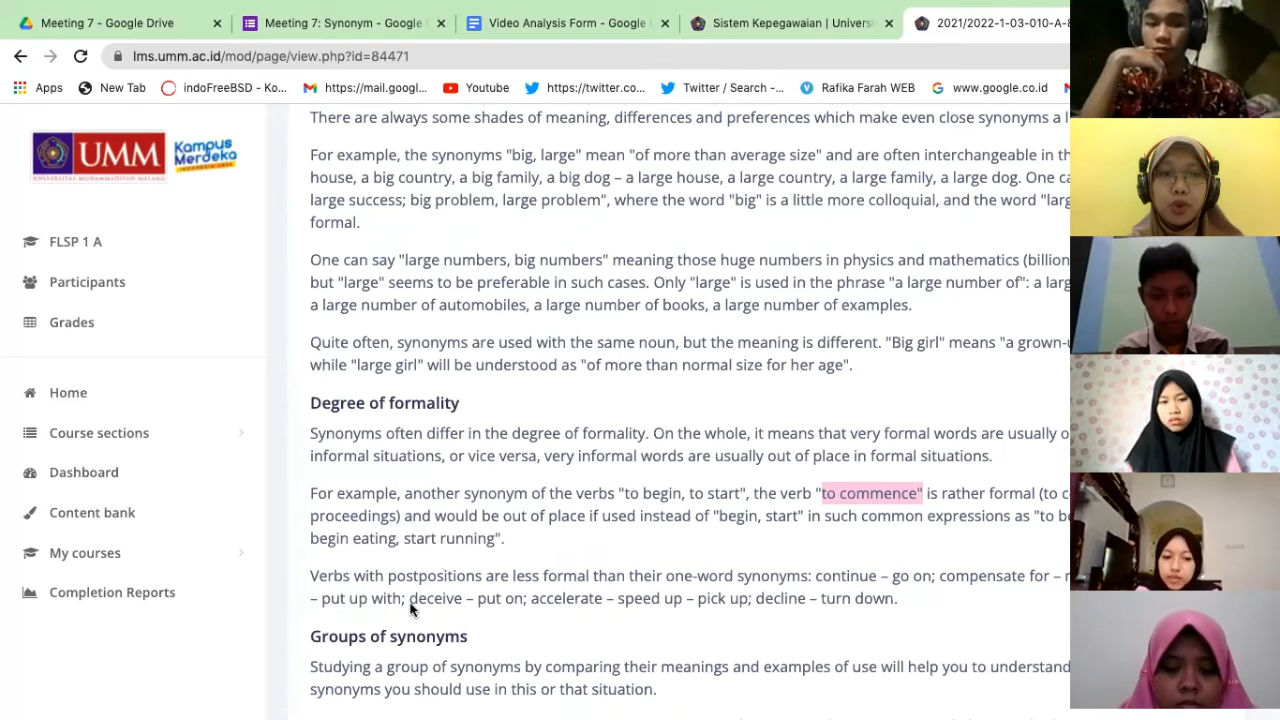 Meeting 7 - Google Drive
Meeting 7: Synonym - Google
Video Analysis Form - Google
Sistem Kepegawaian | Univers
2021/2022-1-03-010-A-
lms.umm.ac.id/mod/page/view.php?id=84471
Apps
New Tab
indoFreeBSD - Ko...
https://mail.googl...
Youtube
https://twitter.co...
Twitter / Search -...
Rafika Farah WEB
www.google.co.id
UMM
Kampus
Merdeka
UNIVERSITAS MUHAMMADIYAH MALANG
FLSP 1 A
Participants
Grades
Home
Course sections
Dashboard
Content bank
My courses
Completion Reports
There are always some shades of meaning, differences and preferences which make even close synonyms a
For example, the synonyms "big, large" mean "of more than average size" and are often interchangeable in
house, a big country, a big family, a big dog – a large house, a large country, a large family, a large dog. One
large success; big problem, large problem", where the word "big" is a little more colloquial, and the word
formal.
One can say "large numbers, big numbers" meaning those huge numbers in physics and mathematics
but "large" seems to be preferable in such cases. Only "large" is used in the phrase "a large number of": a
a large number of automobiles, a large number of books, a large number of examples.
Quite often, synonyms are used with the same noun, but the meaning is different. "Big girl" means "a
while "large girl" will be understood as "of more than normal size for her age".
Degree of formality
Synonyms often differ in the degree of formality. On the whole, it means that very formal words are usually
informal situations, or vice versa, very informal words are usually out of place in formal situations.
For example, another synonym of the verbs "to begin, to start", the verb "to commence" is rather formal (to
proceedings) and would be out of place if used instead of "begin, start" in such common expressions as "to
begin eating, start running".
Verbs with postpositions are less formal than their one-word synonyms: continue – go on; compensate for –
– put up with; deceive – put on; accelerate – speed up – pick up; decline – turn down.
Groups of synonyms
Studying a group of synonyms by comparing their meanings and examples of use will help you to understand
synonyms you should use in this or that situation.